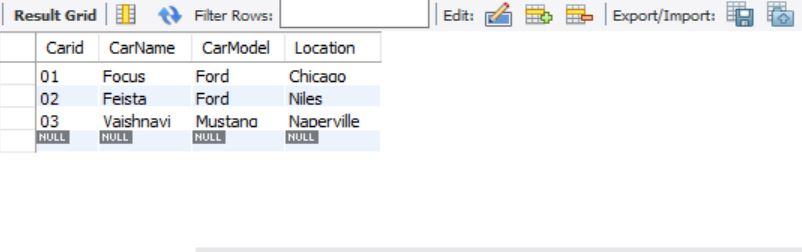 Result Grid Filter Rows: Edit: Export/Import:
Carid CarName CarModel Location
01 Focus Ford Chicago
02 Feista Ford Niles
03 Vaishnavi Mustang Naperville
NULL NULL NULL NULL